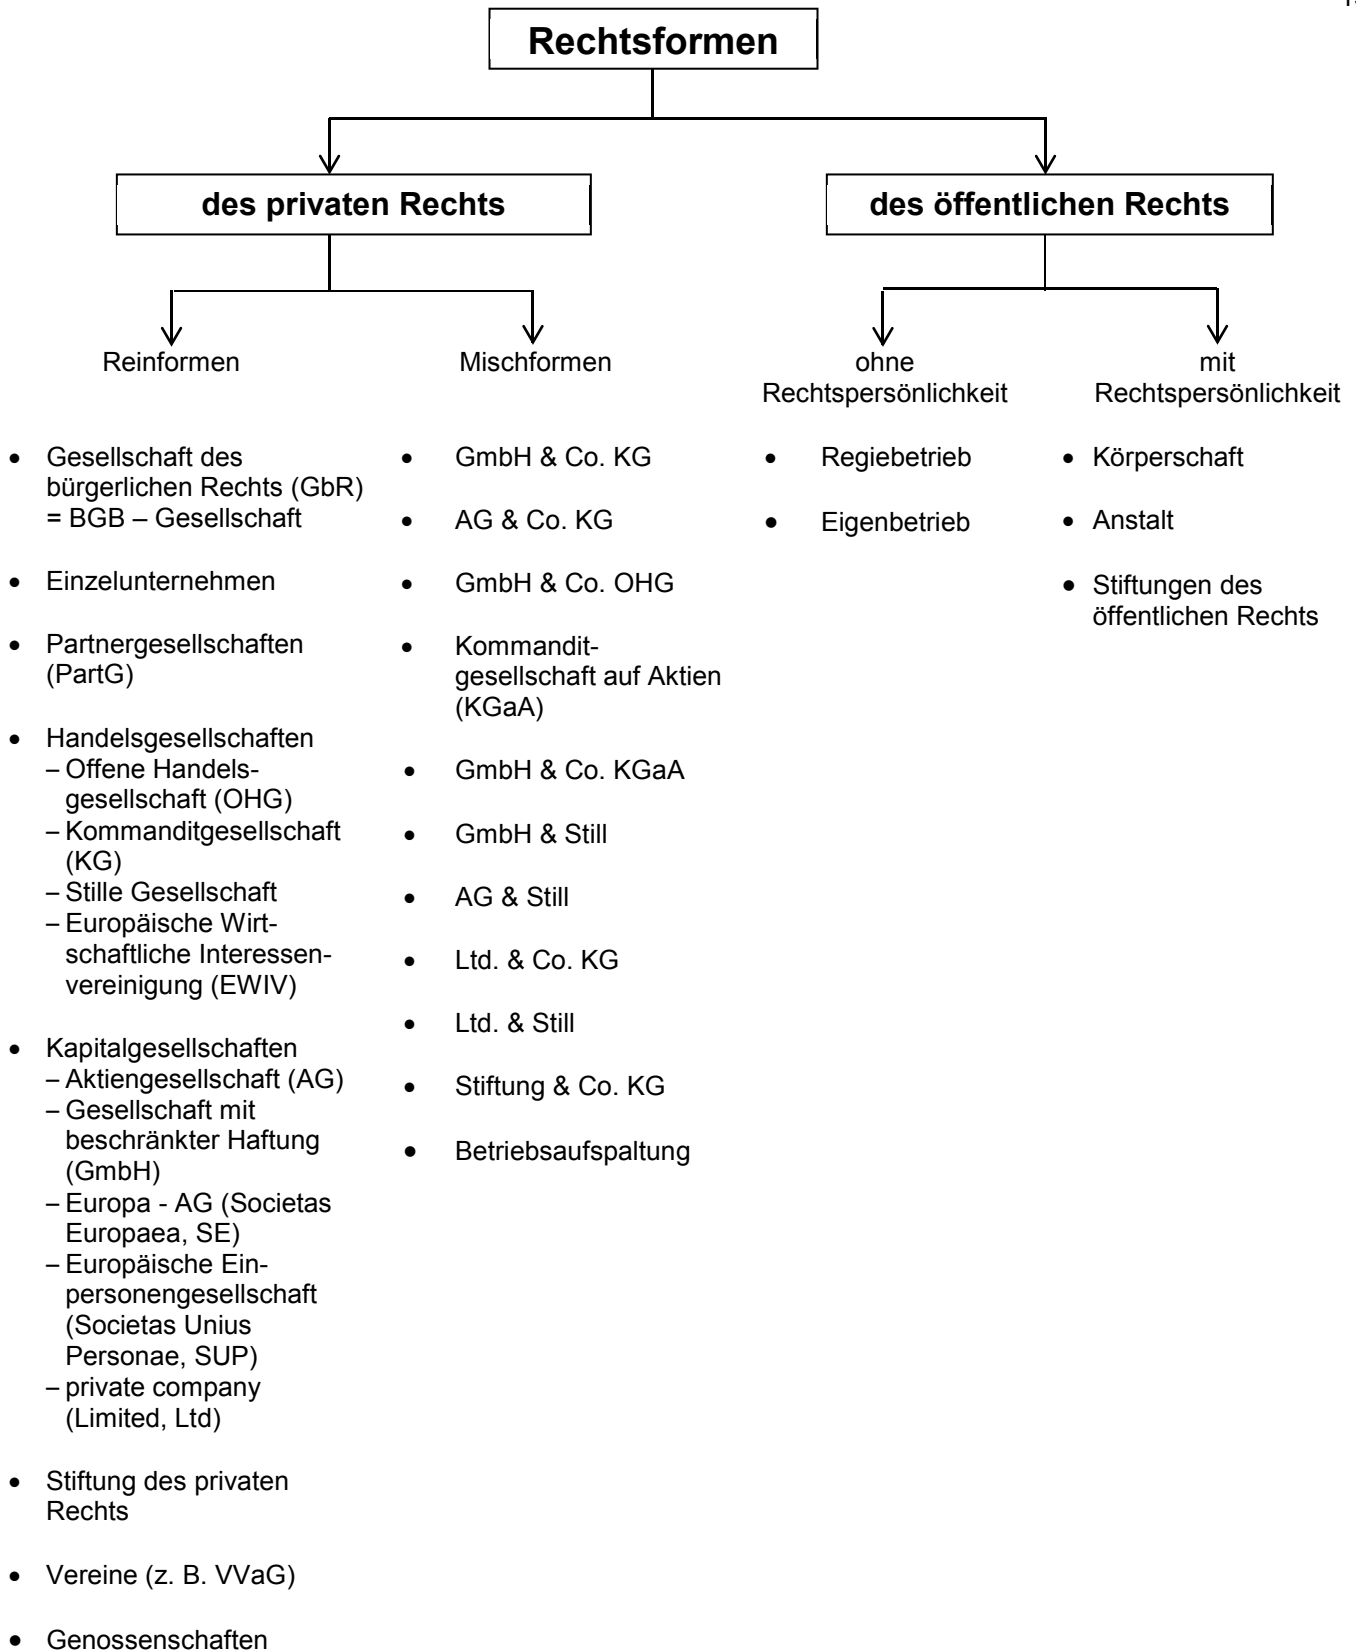 Rechtsformen
des privaten Rechts
des öffentlichen Rechts
Reinformen
• Gesellschaft des
bürgerlichen Rechts (GbR)
= BGB – Gesellschaft
• Einzelunternehmen
• Partnergesellschaften
(PartG)
• Handelsgesellschaften
– Offene Handels-
gesellschaft (OHG)
– Kommanditgesellschaft
(KG)
– Stille Gesellschaft
– Europäische Wirt-
schaftliche Interessen-
vereinigung (EWIV)
• Kapitalgesellschaften
– Aktiengesellschaft (AG)
– Gesellschaft mit
beschränkter Haftung
(GmbH)
– Europa - AG (Societas
Europaea, SE)
– Europäische Ein-
personengesellschaft
(Societas Unius
Personae, SUP)
– private company
(Limited, Ltd)
• Stiftung des privaten
Rechts
• Vereine (z. B. VVaG)
• Genossenschaften
Mischformen
• GmbH & Co. KG
• AG & Co. KG
• GmbH & Co. OHG
• Kommandit-
gesellschaft auf Aktien
(KGaA)
• GmbH & Co. KGaA
• GmbH & Still
• AG & Still
• Ltd. & Co. KG
• Ltd. & Still
• Stiftung & Co. KG
• Betriebsaufspaltung
ohne
Rechtspersönlichkeit
• Regiebetrieb
• Eigenbetrieb
mit
Rechtspersönlichkeit
• Körperschaft
• Anstalt
• Stiftungen des
öffentlichen Rechts